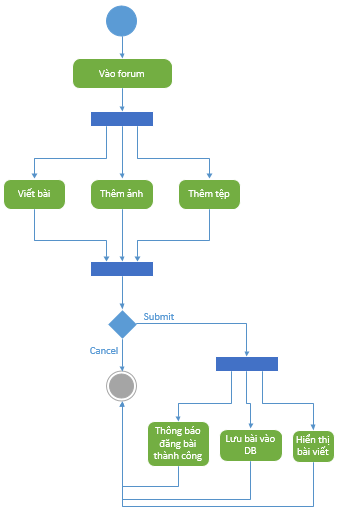 Vào forum
Viết bài
Thêm ảnh
Thêm tệp
Submit
Cancel
Thông báo
đăng bài
thành công
Lưu bài vào
DB
Hiển thị
bài viết